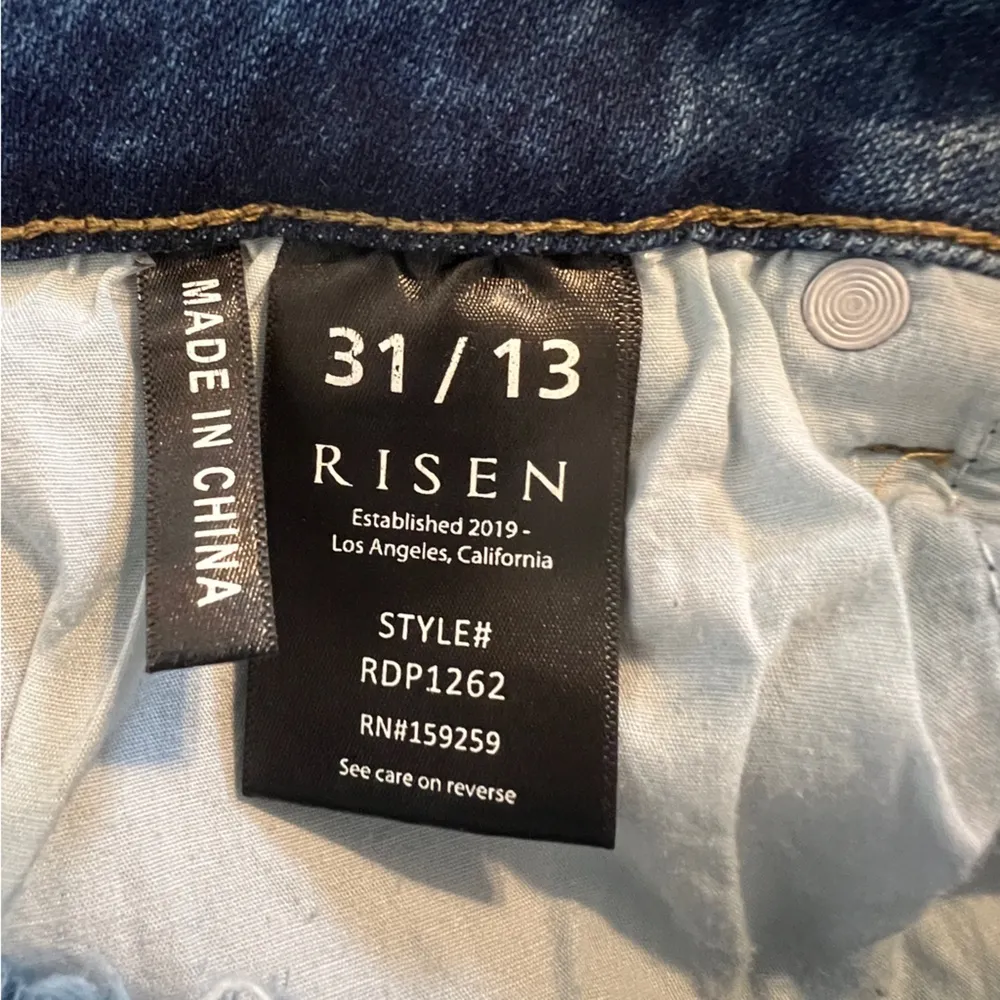 MADE IN CHINA
31 / 13
RISEN
Established 2019 -
Los Angeles, California
STYLE#
RDP1262
RN#159259
See care on reverse